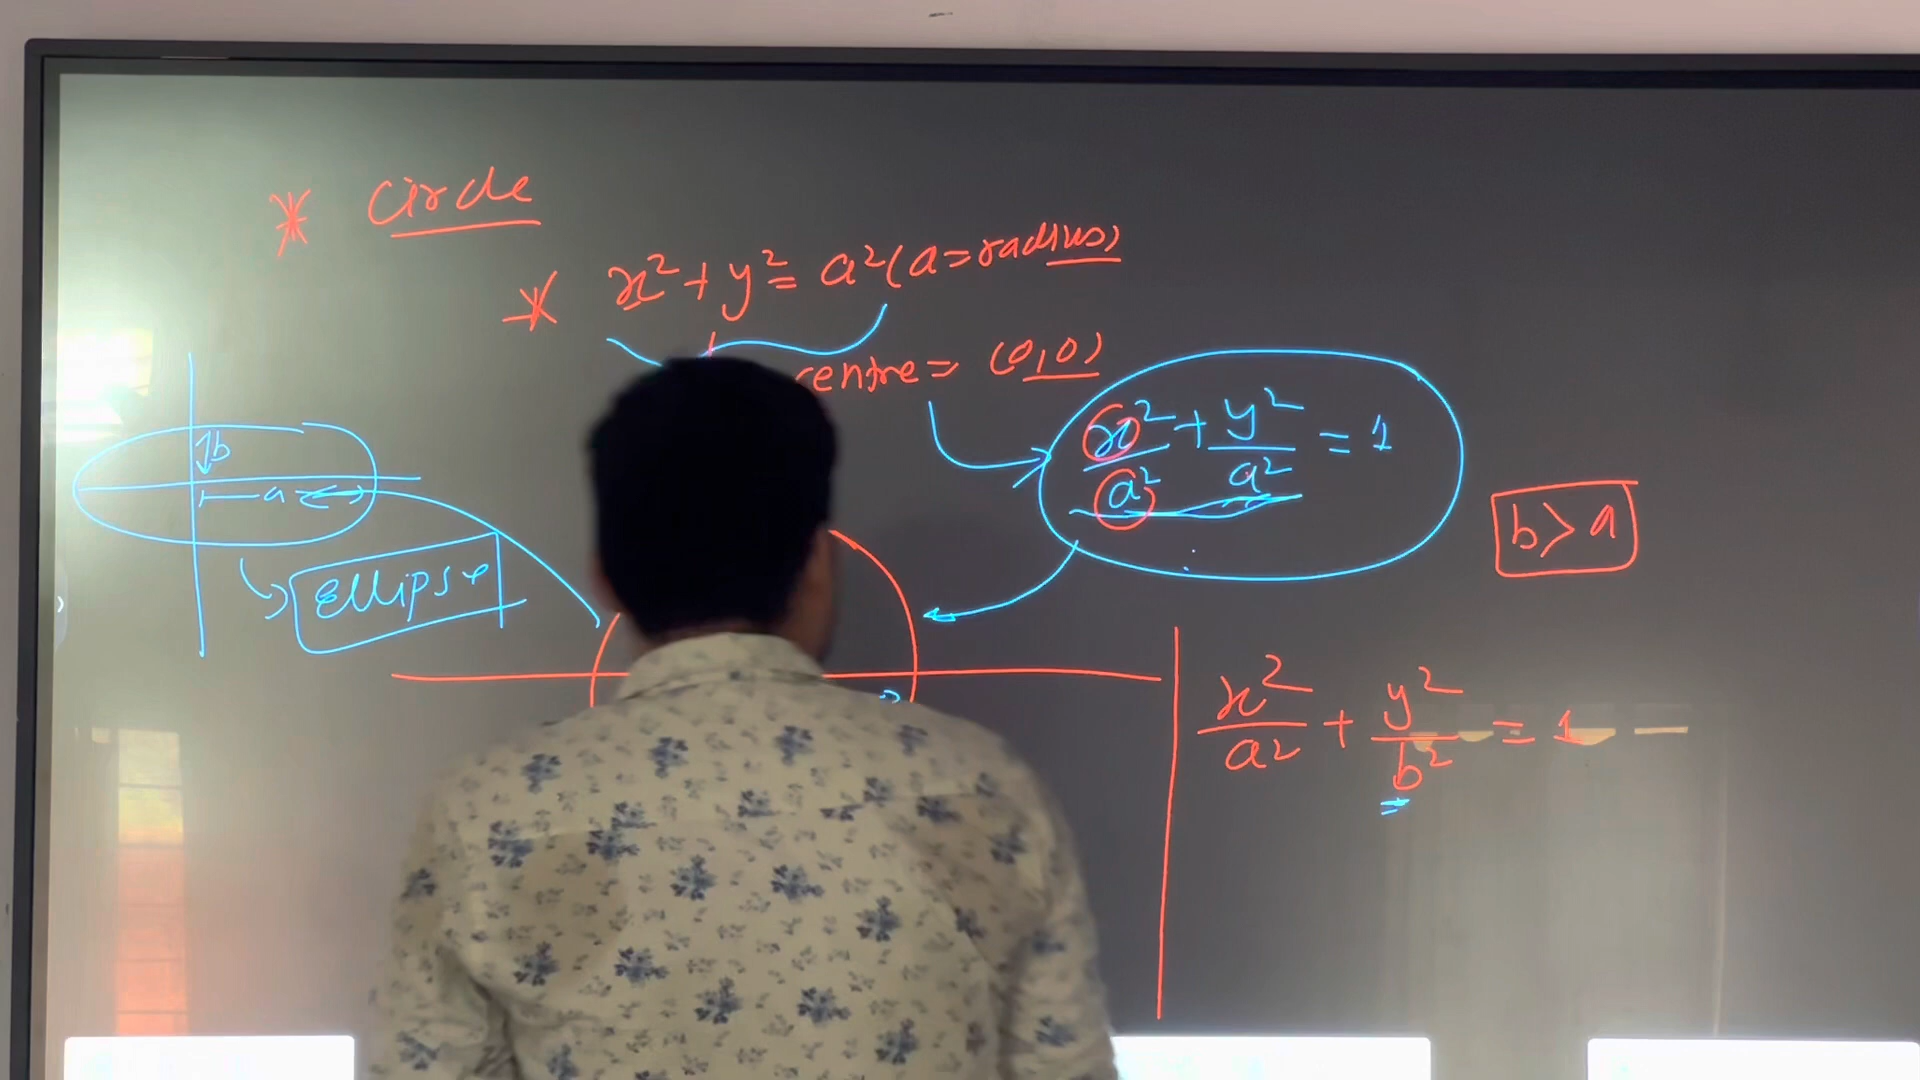 * Circle
* x² + y² = a² (a = radius)
centre = (0,0)
x²/a² + y²/a² = 1
b
a
Ellipse
b > a
x²/a² + y²/b² = 1